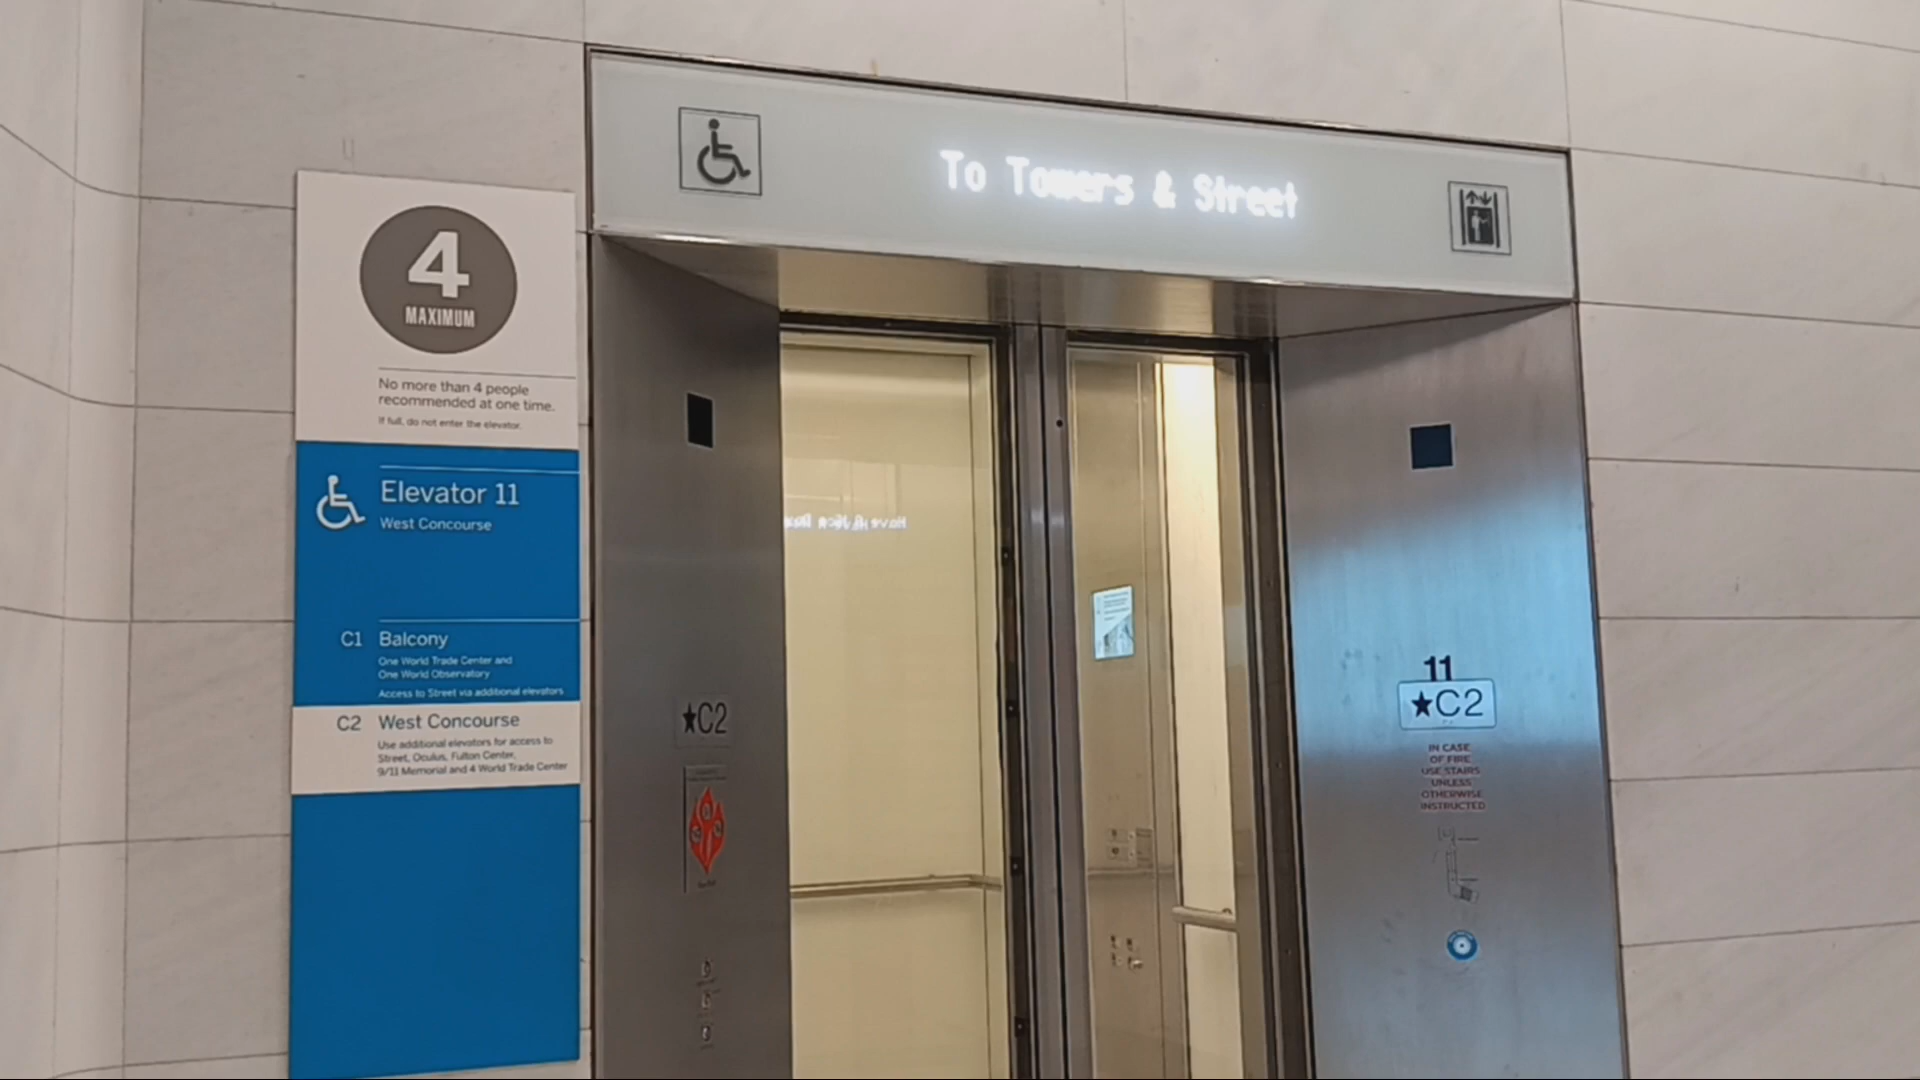 To Towers & Street
4
MAXIMUM
No more than 4 people
recommended at one time.
If full, do not enter the elevator.
Elevator 11
West Concourse
C1 Balcony
One World Trade Center and
One World Observatory
Access to Street via additional elevators
C2 West Concourse
Use additional elevators for access to
Street, Oculus, Fulton Center,
9/11 Memorial and 4 World Trade Center
★C2
11
★C2
IN CASE
OF FIRE
USE STAIRS
UNLESS
OTHERWISE
INSTRUCTED